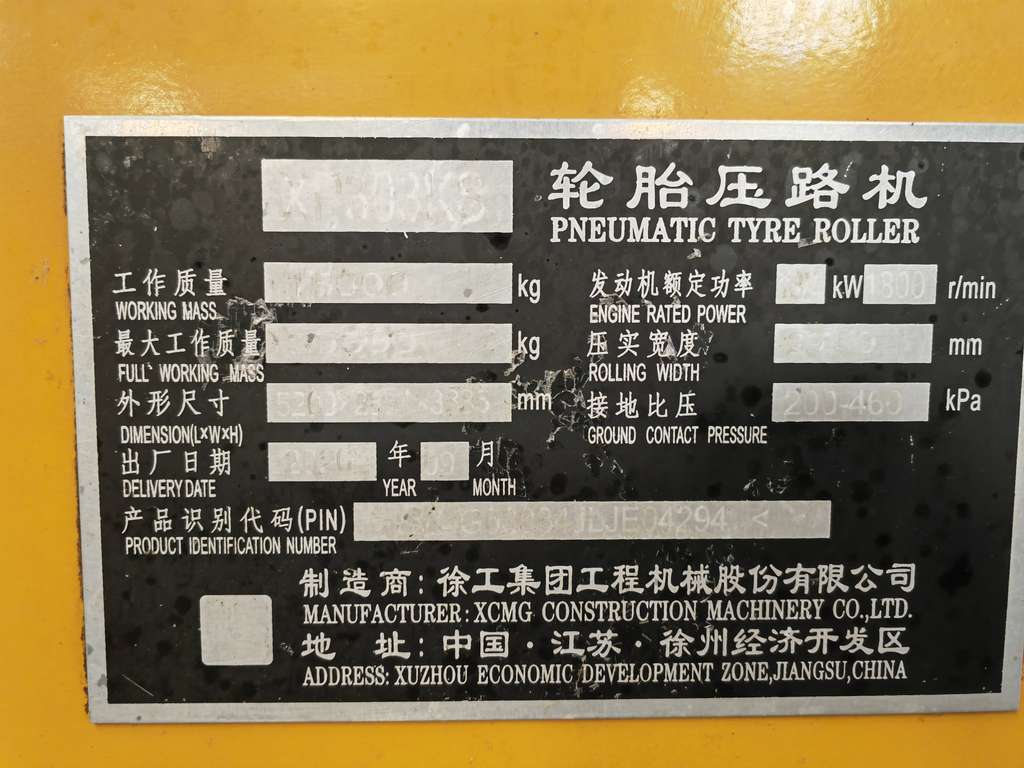 轮胎压路机
PNEUMATIC TYRE ROLLER
工作质量 kg
WORKING MASS
最大工作质量 kg
FULL WORKING MASS
外形尺寸 mm
DIMENSION(L×W×H)
出厂日期 年 月
DELIVERY DATE YEAR MONTH
发动机额定功率 kW 1800 r/min
ENGINE RATED POWER
压实宽度 mm
ROLLING WIDTH
接地比压 200-460 kPa
GROUND CONTACT PRESSURE
产品识别代码(PIN)
PRODUCT IDENTIFICATION NUMBER
制造商:徐工集团工程机械股份有限公司
MANUFACTURER: XCMG CONSTRUCTION MACHINERY CO.,LTD.
地 址:中国·江苏·徐州经济开发区
ADDRESS: XUZHOU ECONOMIC DEVELOPMENT ZONE,JIANGSU,CHINA